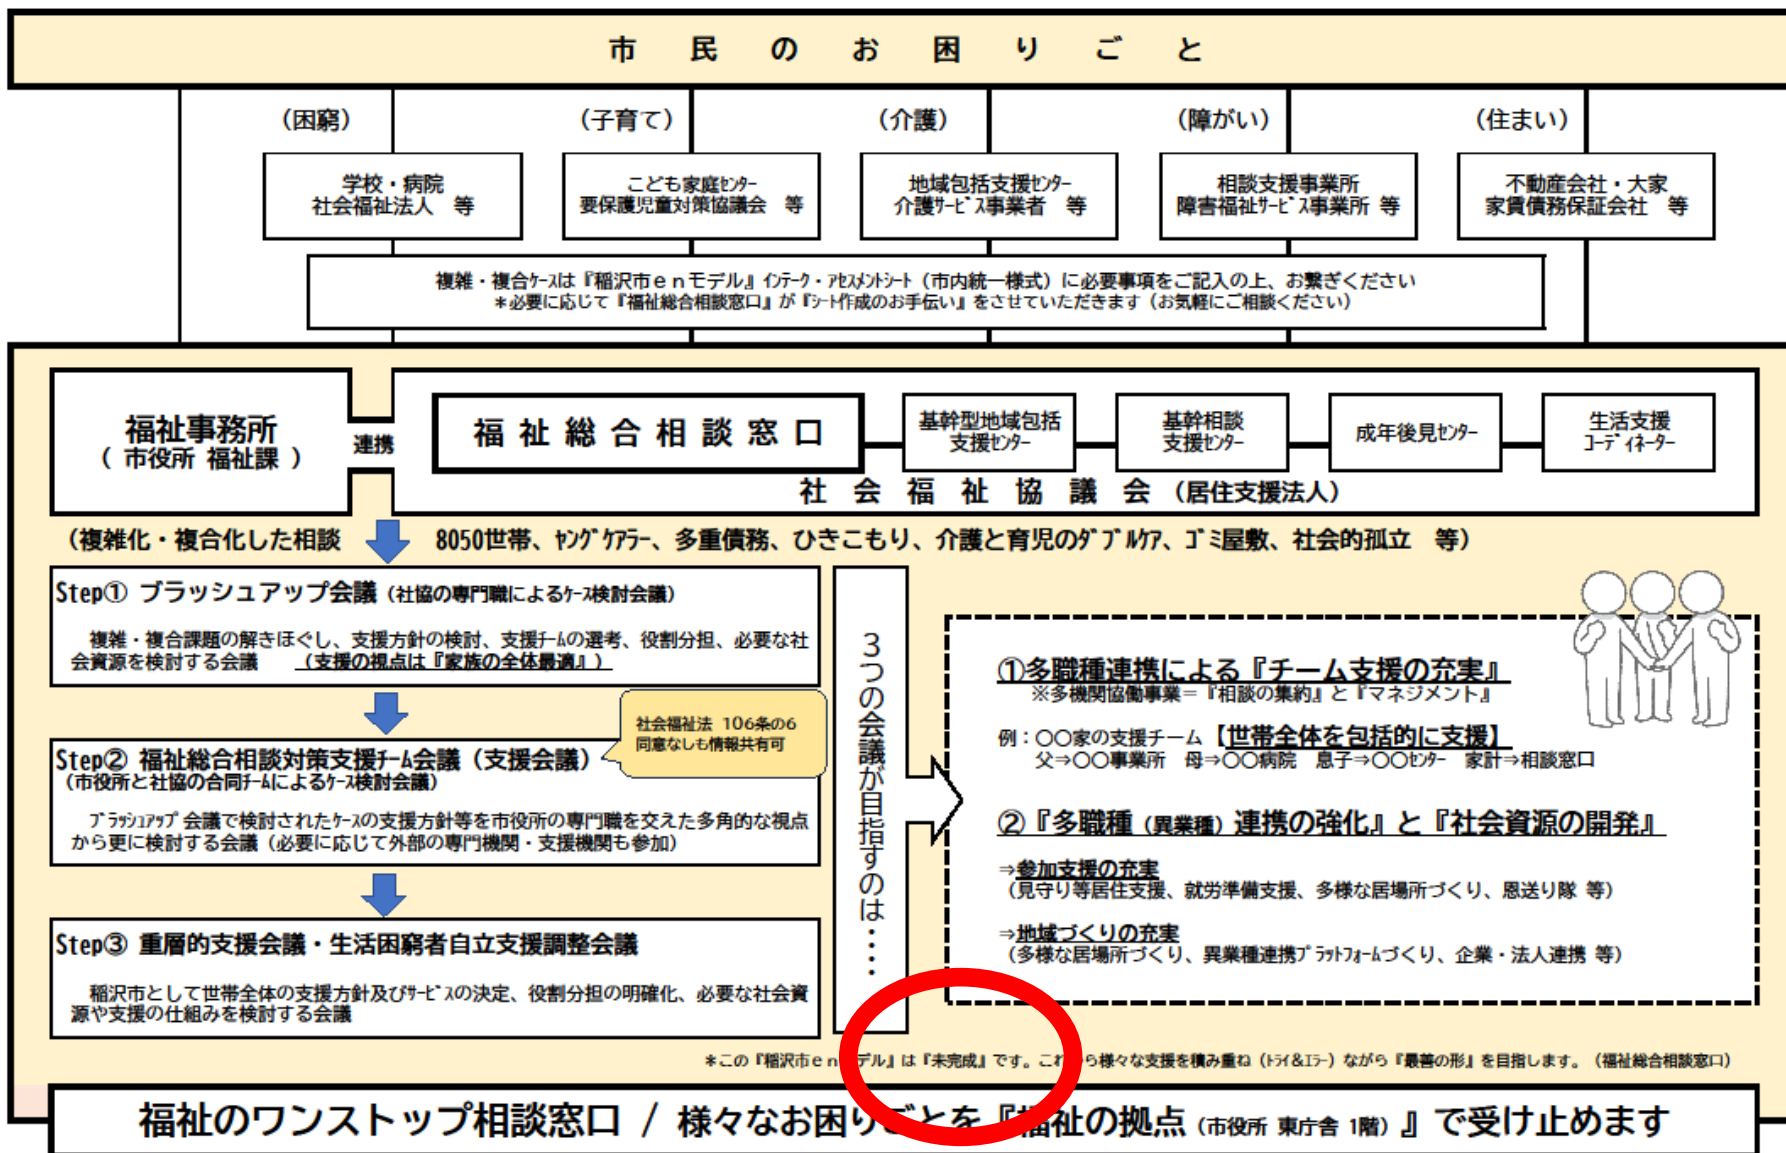 市民のお困りごと
（困窮）
（子育て）
（介護）
（障がい）
（住まい）
学校・病院
社会福祉法人　等
こども家庭ｾﾝﾀｰ
要保護児童対策協議会　等
地域包括支援ｾﾝﾀｰ
介護ｻｰﾋﾞｽ事業者　等
相談支援事業所
障害福祉ｻｰﾋﾞｽ事業所 等
不動産会社・大家
家賃債務保証会社　等
複雑・複合ｹｰｽは『稲沢市ｅｎモデル』ｲﾝﾃｰｸ・ｱｾｽﾒﾝﾄｼｰﾄ（市内統一様式）に必要事項をご記入の上、お繋ぎください
＊必要に応じて『福祉総合相談窓口』が『ｼｰﾄ作成のお手伝い』をさせていただきます（お気軽にご相談ください）
福祉事務所
（ 市役所 福祉課 ）
連携
福祉総合相談窓口
基幹型地域包括
支援ｾﾝﾀｰ
基幹相談
支援ｾﾝﾀｰ
成年後見ｾﾝﾀｰ
生活支援
ｺｰﾃﾞｨﾈｰﾀｰ
社会福祉協議会（居住支援法人）
（複雑化・複合化した相談　8050世帯、ﾔﾝｸﾞｹｱﾗｰ、多重債務、ひきこもり、介護と育児のﾀﾞﾌﾞﾙｹｱ、ｺﾞﾐ屋敷、社会的孤立　等）
Step① ブラッシュアップ会議（社協の専門職によるｹｰｽ検討会議）
複雑・複合課題の解きほぐし、支援方針の検討、支援ﾁｰﾑの選考、役割分担、必要な社
会資源を検討する会議　（支援の視点は『家族の全体最適』）
社会福祉法 106条の6
同意なしも情報共有可
Step② 福祉総合相談対策支援ﾁｰﾑ会議（支援会議）
（市役所と社協の合同ﾁｰﾑによるｹｰｽ検討会議）
ﾌﾞﾗｯｼｭｱｯﾌﾟ会議で検討されたｹｰｽの支援方針等を市役所の専門職を交えた多角的な視点
から更に検討する会議（必要に応じて外部の専門機関・支援機関も参加）
Step③ 重層的支援会議・生活困窮者自立支援調整会議
稲沢市として世帯全体の支援方針及びｻｰﾋﾞｽの決定、役割分担の明確化、必要な社会資
源や支援の仕組みを検討する会議
３つの会議が目指すのは・・・・
①多職種連携による『チーム支援の充実』
※多機関協働事業＝『相談の集約』と『マネジメント』
例：〇〇家の支援チーム【世帯全体を包括的に支援】
父⇒〇〇事業所　母⇒〇〇病院　息子⇒〇〇ｾﾝﾀｰ　家計⇒相談窓口
②『多職種（異業種）連携の強化』と『社会資源の開発』
⇒参加支援の充実
（見守り等居住支援、就労準備支援、多様な居場所づくり、恩送り隊 等）
⇒地域づくりの充実
（多様な居場所づくり、異業種連携ﾌﾟﾗｯﾄﾌｫｰﾑづくり、企業・法人連携 等）
＊この『稲沢市ｅｎモデル』は『未完成』です。これから様々な支援を積み重ね（ﾄﾗｲ&ｴﾗｰ）ながら『最善の形』を目指します。（福祉総合相談窓口）
福祉のワンストップ相談窓口 / 様々なお困りごとを『福祉の拠点（市役所 東庁舎 1階）』で受け止めます